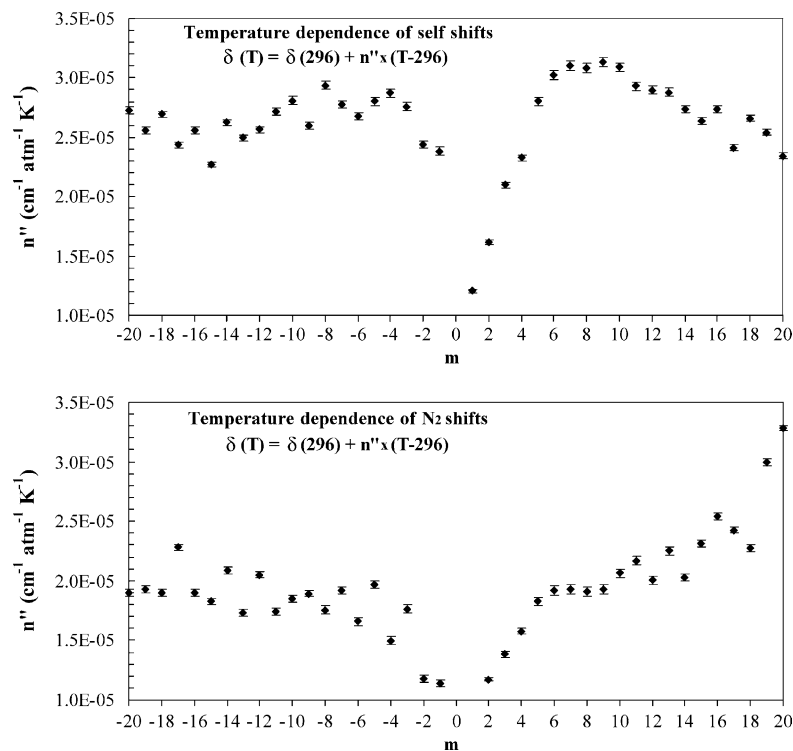 Temperature dependence of self shifts
δ (T) = δ (296) + n"x (T-296)
3.5E-05
3.0E-05
2.5E-05
2.0E-05
1.5E-05
1.0E-05
n" (cm-1 atm-1 K-1)
-20 -18 -16 -14 -12 -10 -8 -6 -4 -2 0 2 4 6 8 10 12 14 16 18 20
m
Temperature dependence of N2 shifts
δ (T) = δ (296) + n"x (T-296)
3.5E-05
3.0E-05
2.5E-05
2.0E-05
1.5E-05
1.0E-05
n" (cm-1 atm-1 K-1)
-20 -18 -16 -14 -12 -10 -8 -6 -4 -2 0 2 4 6 8 10 12 14 16 18 20
m